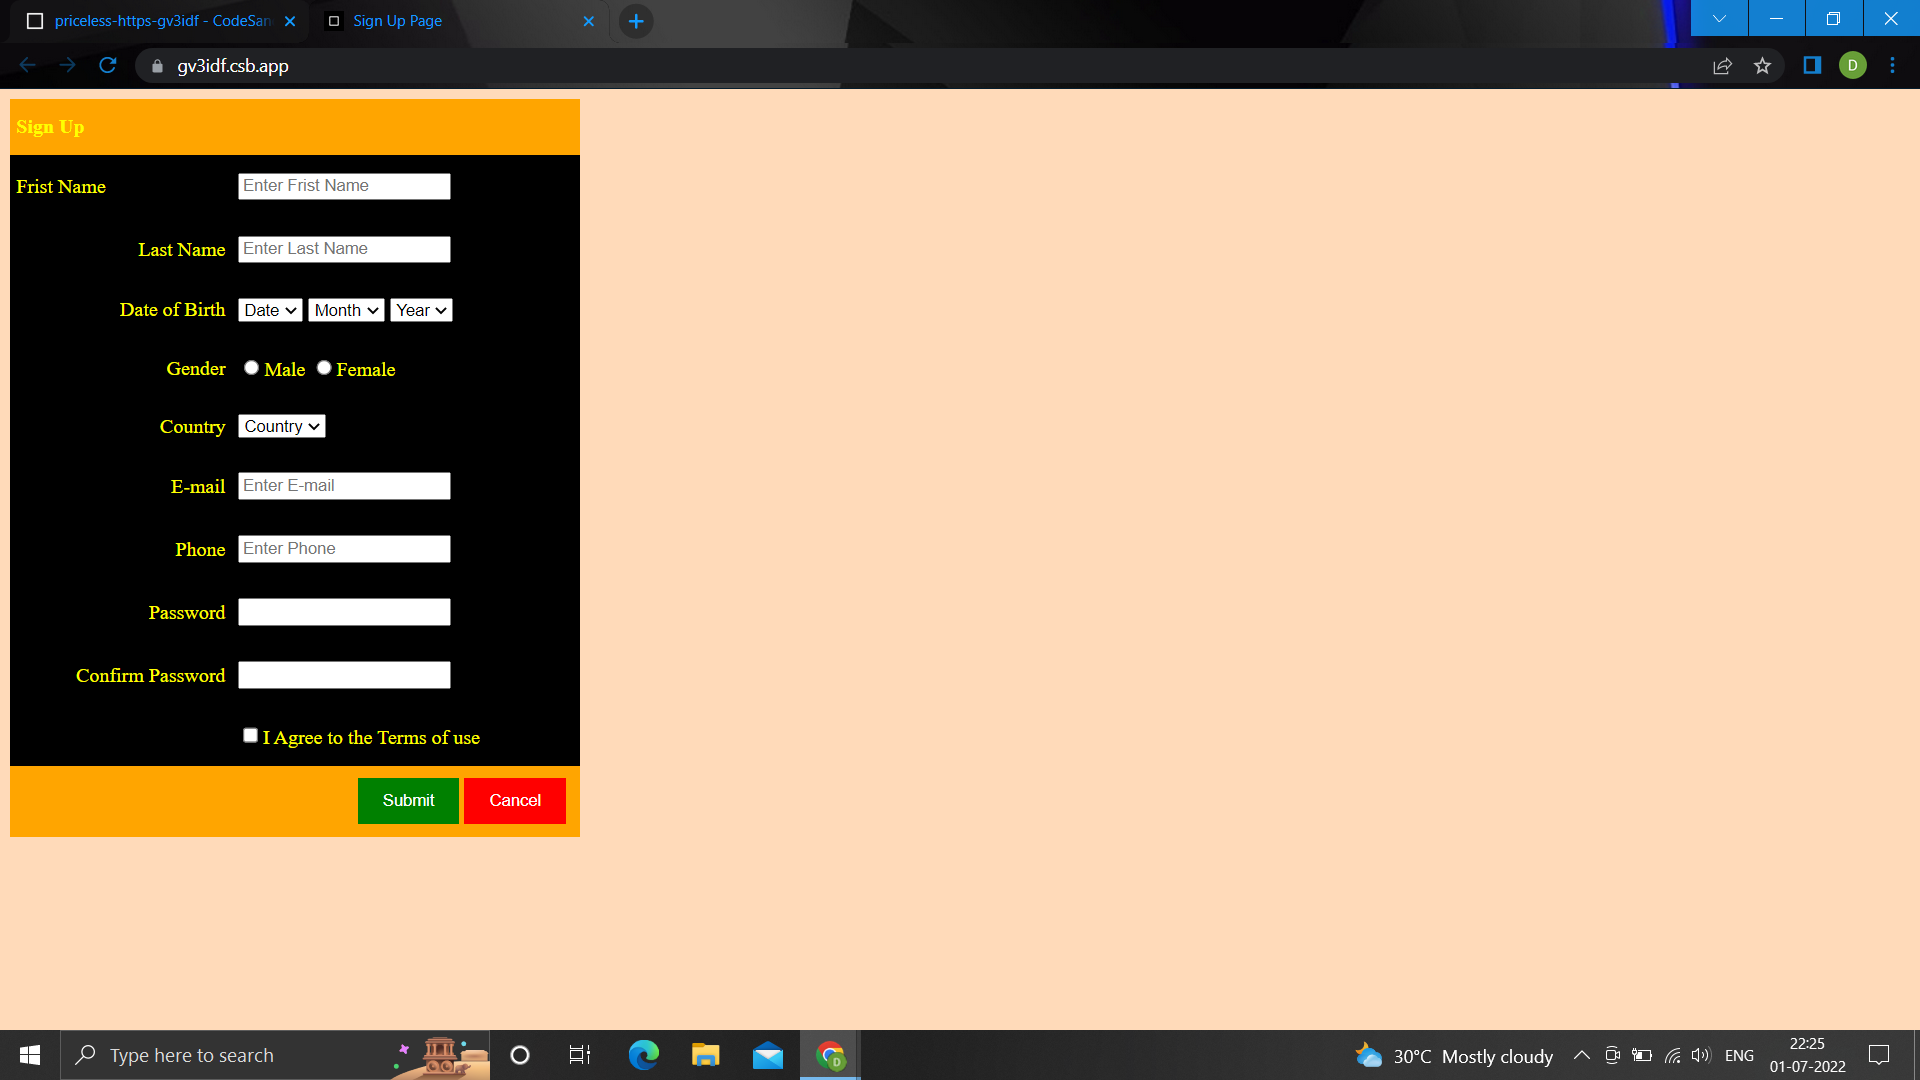 priceless-https-gv3idf - CodeSan
Sign Up Page
gv3idf.csb.app
D
Sign Up
Frist Name Enter Frist Name
Last Name Enter Last Name
Date of Birth Date Month Year
Gender Male Female
Country Country
E-mail Enter E-mail
Phone Enter Phone
Password
Confirm Password
I Agree to the Terms of use
Submit Cancel
Type here to search
D
30°C Mostly cloudy
ENG
22:25
01-07-2022